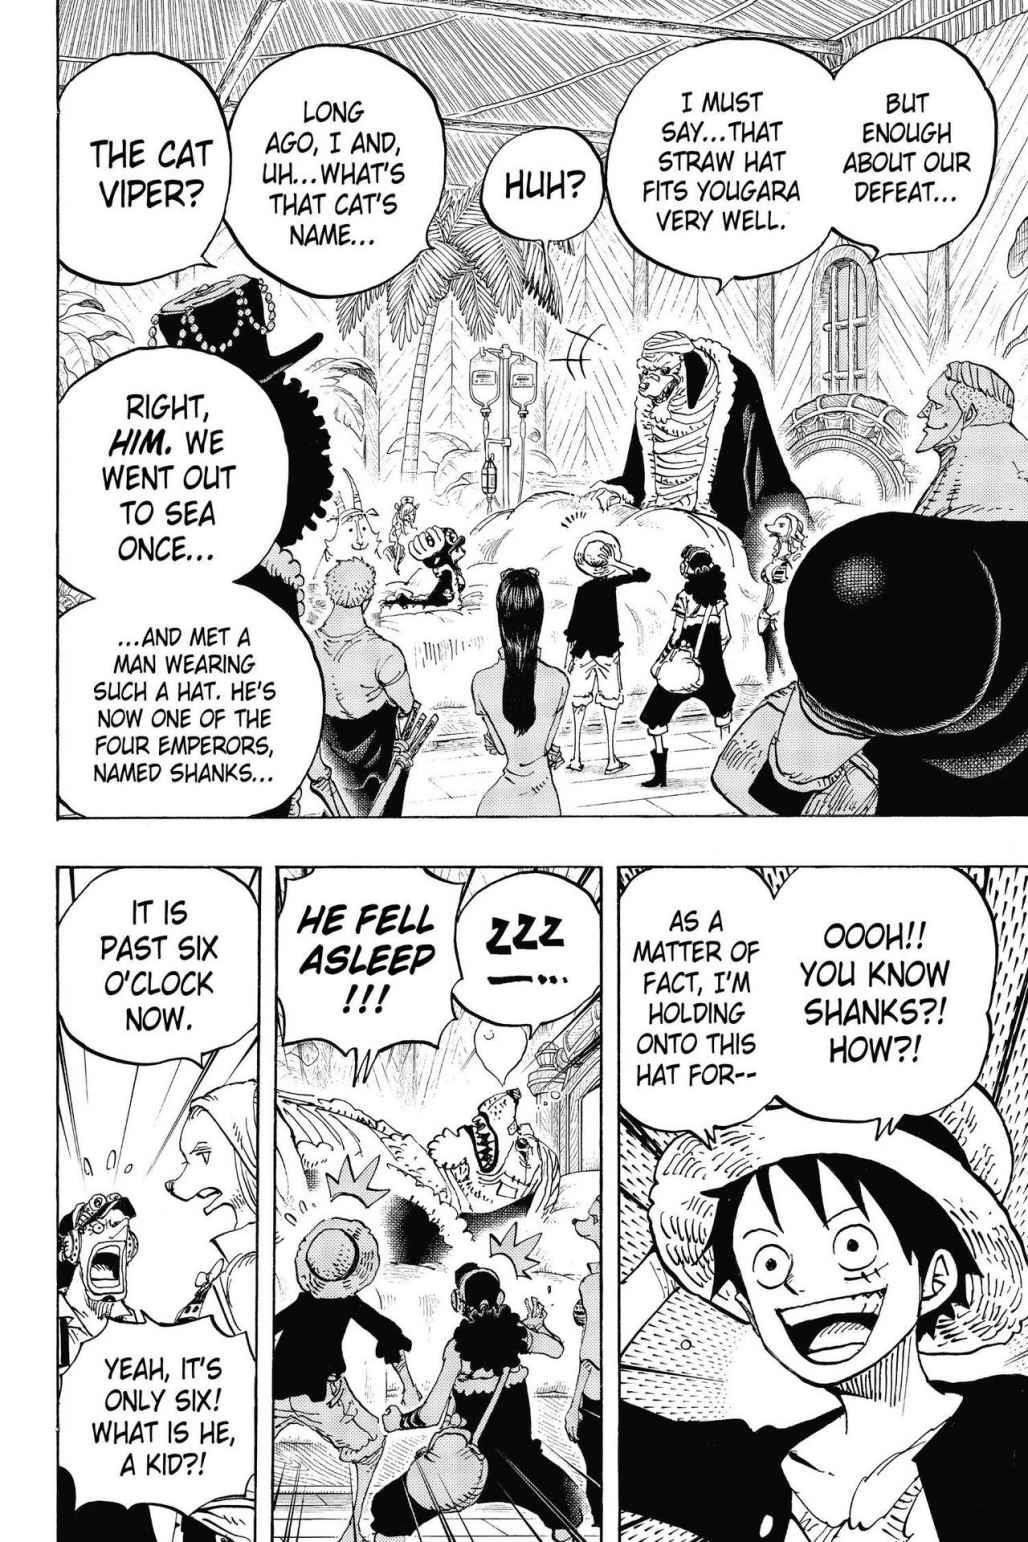 BUT
ENOUGH
ABOUT OUR
DEFEAT...
I MUST
SAY...THAT
STRAW HAT
FITS YOUGARA
VERY WELL.
HUH?
LONG
AGO, I AND,
UH...WHAT'S
THAT CAT'S
NAME...
THE CAT
VIPER?
RIGHT,
HIM. WE
WENT OUT
TO SEA
ONCE...
...AND MET A
MAN WEARING
SUCH A HAT. HE'S
NOW ONE OF THE
FOUR EMPERORS,
NAMED SHANKS...
OOOH!!
YOU KNOW
SHANKS?!
HOW?!
AS A
MATTER OF
FACT, I'M
HOLDING
ONTO THIS
HAT FOR--
ZZZ
—...
HE FELL
ASLEEP
!!!
IT IS
PAST SIX
O'CLOCK
NOW.
YEAH, IT'S
ONLY SIX!
WHAT IS HE,
A KID?!